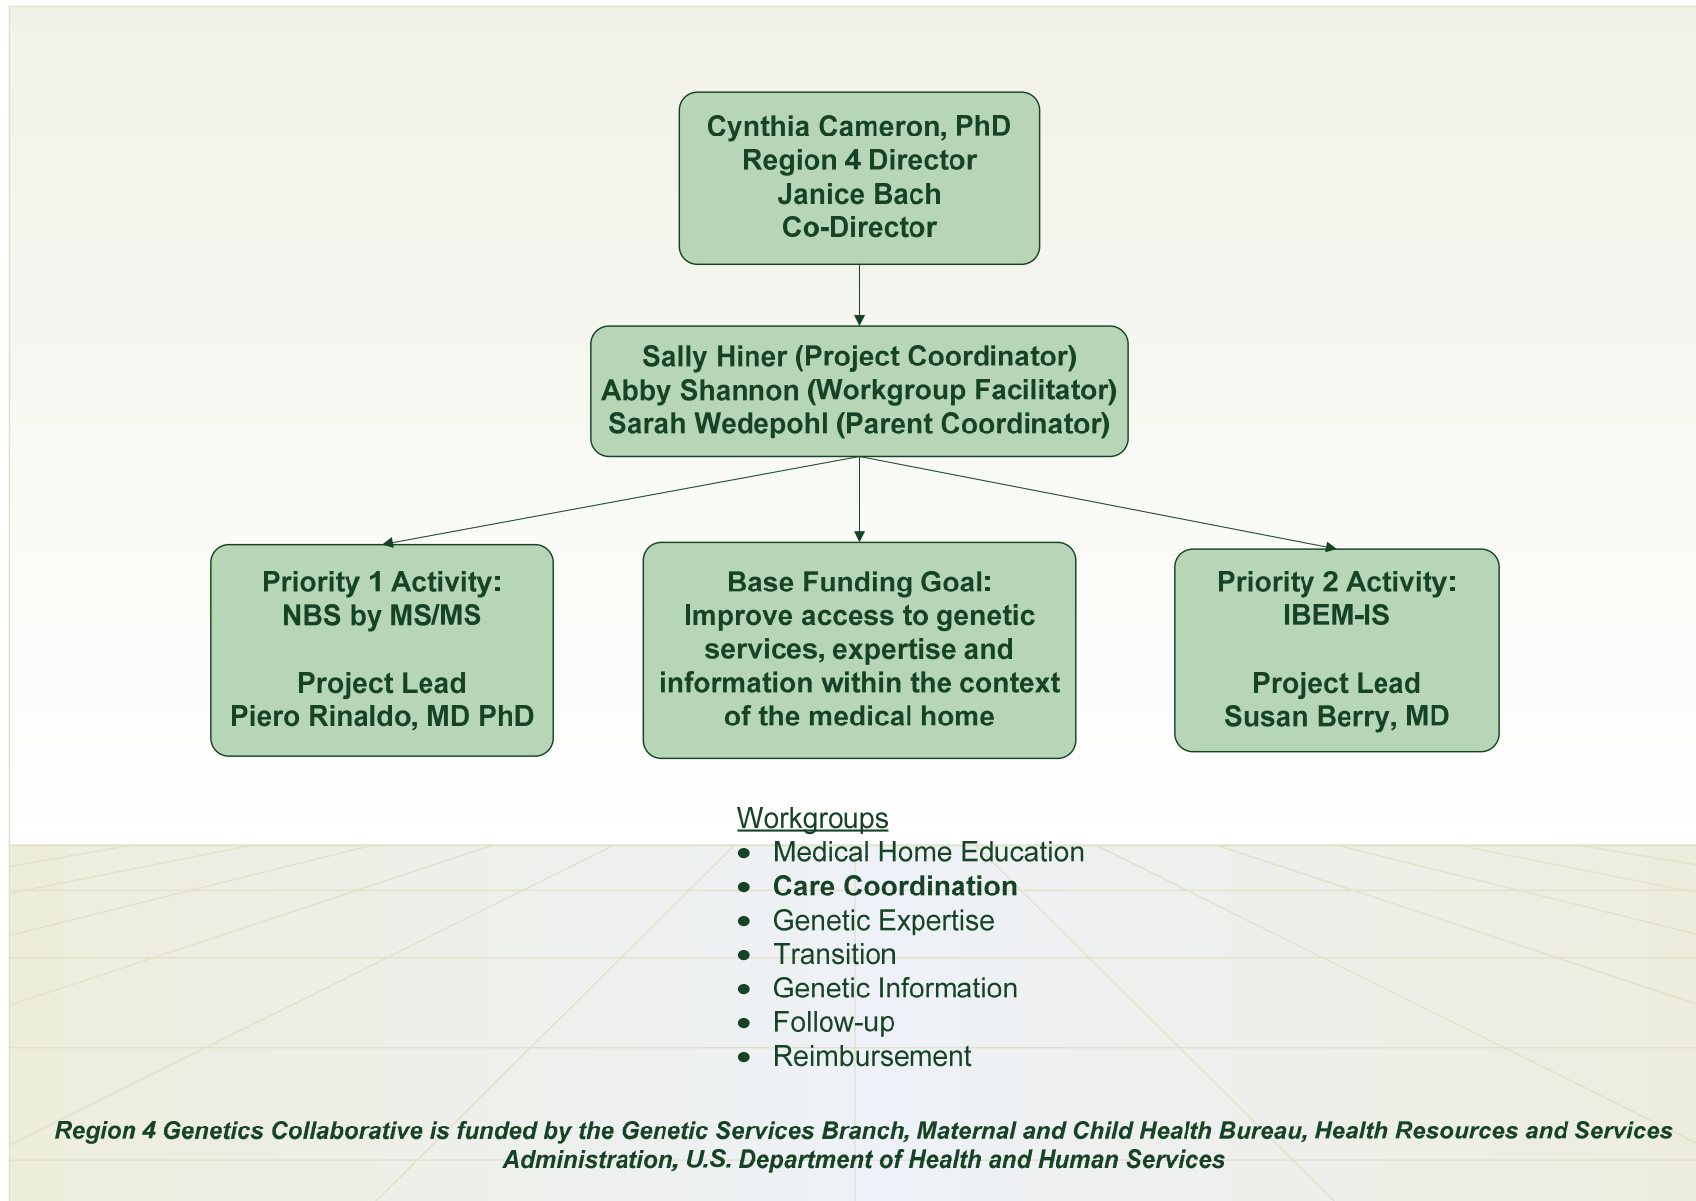 Cynthia Cameron, PhD
Region 4 Director
Janice Bach
Co-Director
Sally Hiner (Project Coordinator)
Abby Shannon (Workgroup Facilitator)
Sarah Wedepohl (Parent Coordinator)
Priority 1 Activity:
NBS by MS/MS
Project Lead
Piero Rinaldo, MD PhD
Base Funding Goal:
Improve access to genetic
services, expertise and
information within the context
of the medical home
Priority 2 Activity:
IBEM-IS
Project Lead
Susan Berry, MD
Workgroups
• Medical Home Education
• Care Coordination
• Genetic Expertise
• Transition
• Genetic Information
• Follow-up
• Reimbursement
Region 4 Genetics Collaborative is funded by the Genetic Services Branch, Maternal and Child Health Bureau, Health Resources and Services
Administration, U.S. Department of Health and Human Services